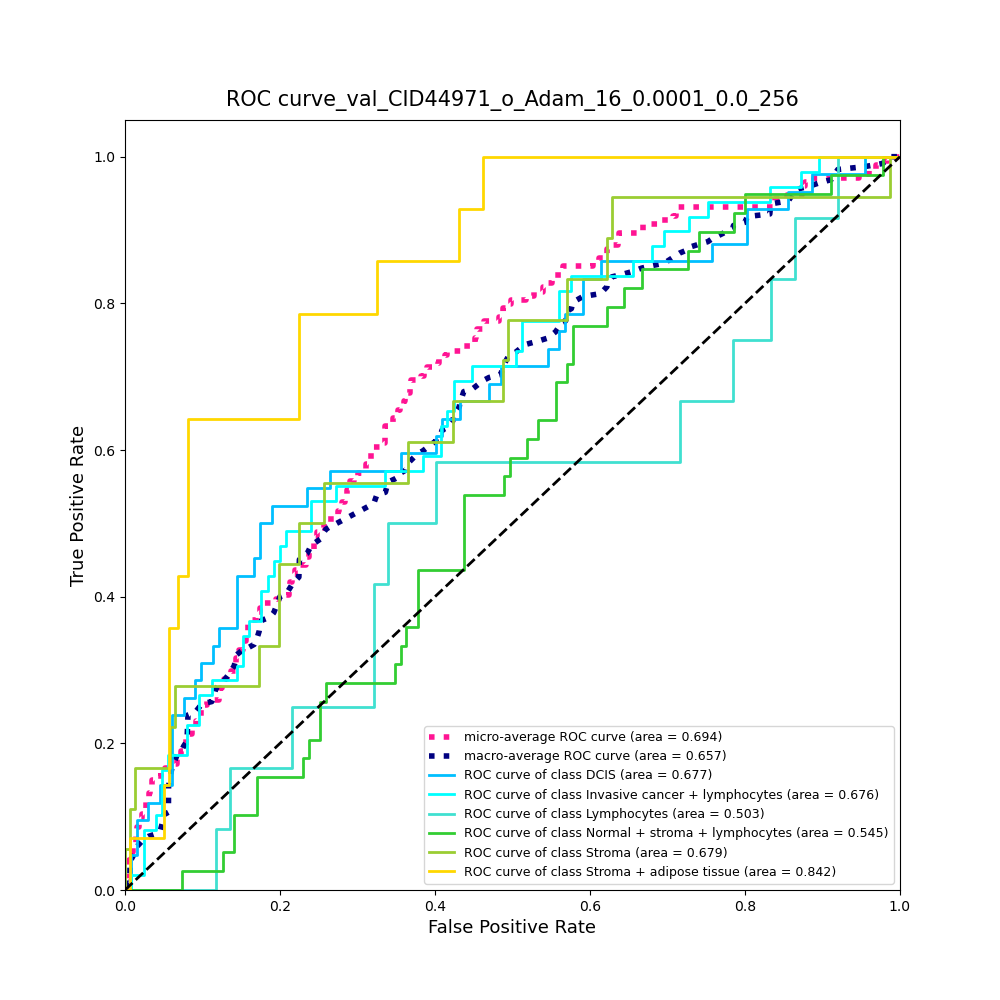 ROC curve_val_CID44971_o_Adam_16_0.0001_0.0_256
True Positive Rate
1.0
0.8
0.6
0.4
0.2
0.0
micro-average ROC curve (area = 0.694)
macro-average ROC curve (area = 0.657)
ROC curve of class DCIS (area = 0.677)
ROC curve of class Invasive cancer + lymphocytes (area = 0.676)
ROC curve of class Lymphocytes (area = 0.503)
ROC curve of class Normal + stroma + lymphocytes (area = 0.545)
ROC curve of class Stroma (area = 0.679)
ROC curve of class Stroma + adipose tissue (area = 0.842)
0.0 0.2 0.4 0.6 0.8 1.0
False Positive Rate